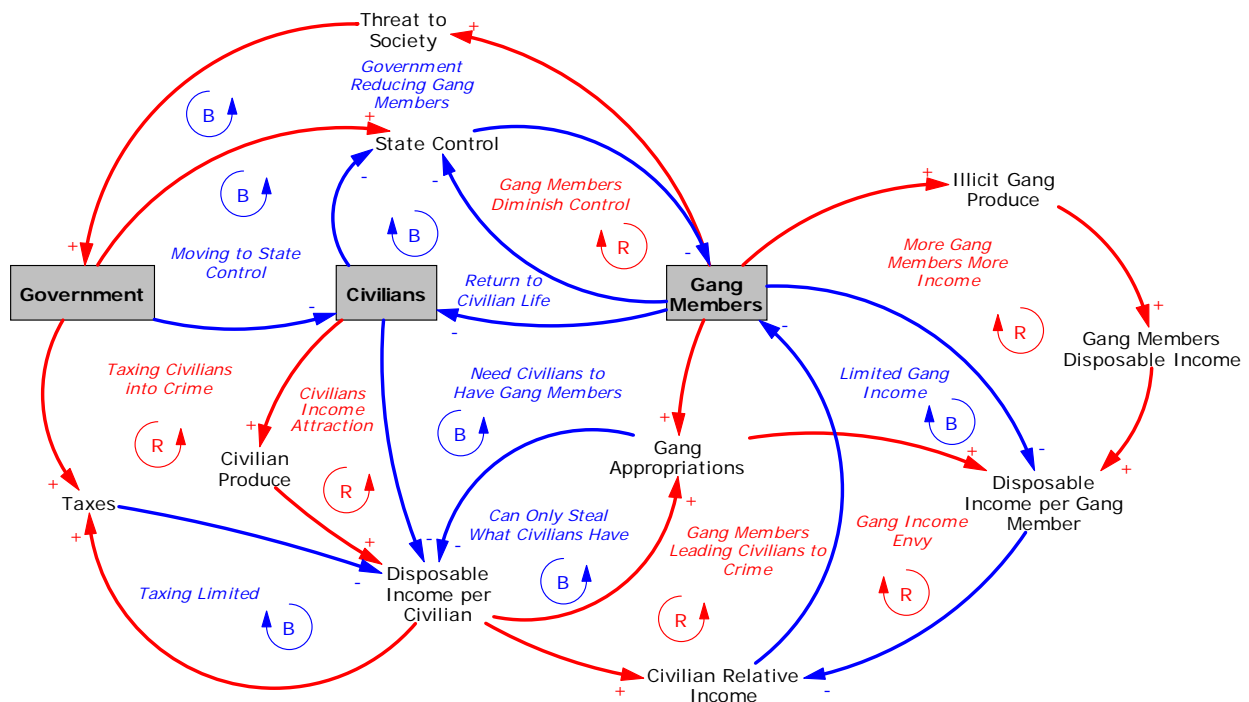 Threat to
Society
+
Government
Reducing Gang
Members
B
+
State Control
-
-
B
Gang Members
Diminish Control
R
B
+
Illicit Gang
Produce
+
-
Moving to State
Control
More Gang
Members More
Income
R
Government
-
Civilians
Return to
Civilian Life
-
Gang
Members
-
+
Gang Members
Disposable Income
Taxing Civilians
into Crime
R
Civilians
Income
Attraction
Need Civilians to
Have Gang Members
B
Limited Gang
Income
B
+
Civilian
Produce
R
+
Gang
Appropriations
+
-
+
+
Taxes
+
Disposable
Income per Gang
Member
+
+
-
-
-
Disposable
Income per
Civilian
Can Only Steal
What Civilians Have
B
Gang Members
Leading Civilians to
Crime
R
Gang Income
Envy
R
Taxing Limited
B
+
Civilian Relative
Income
-